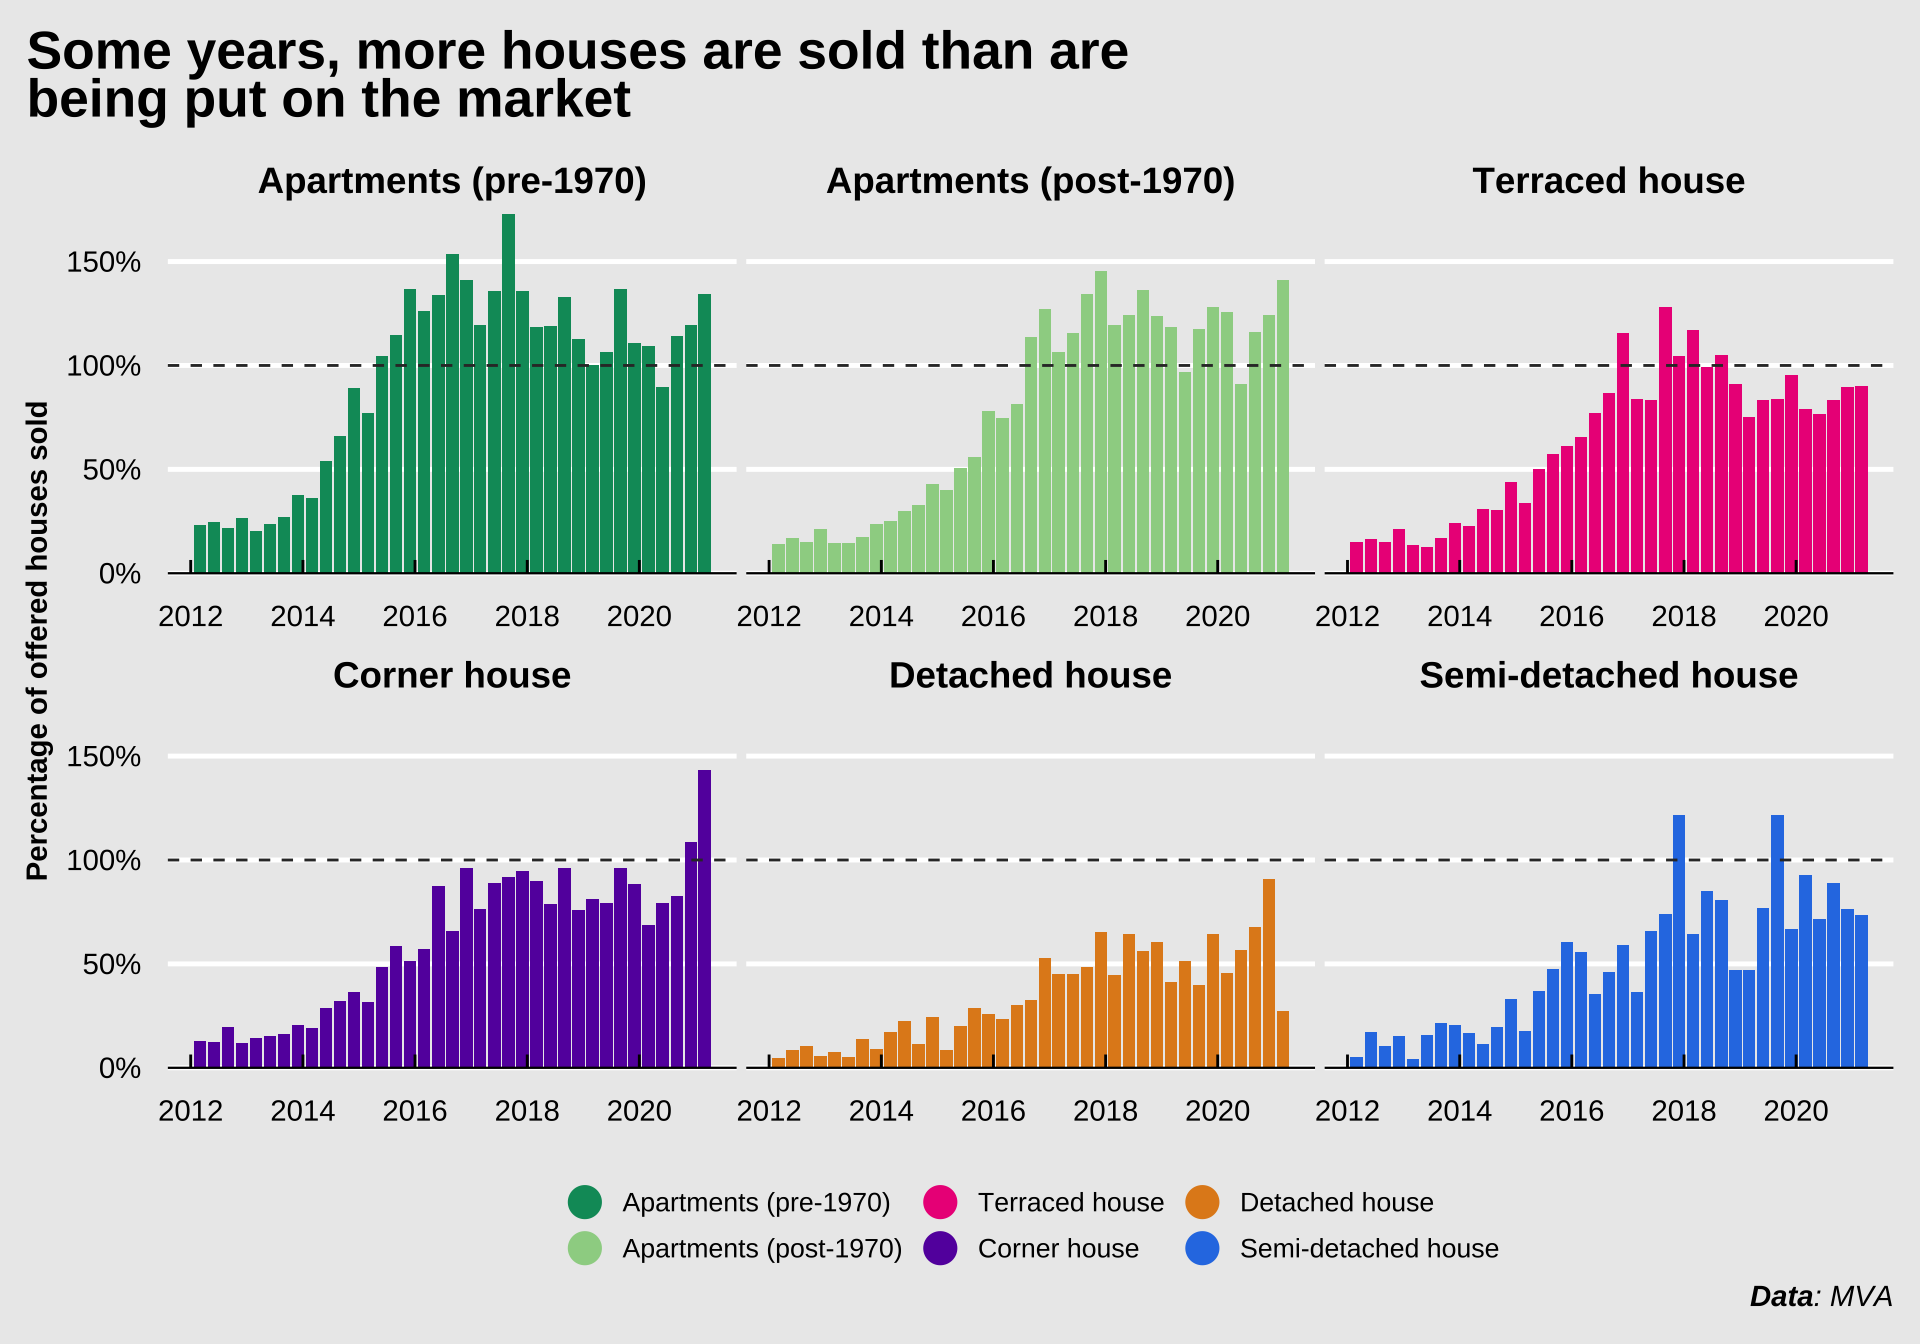 Some years, more houses are sold than are
being put on the market
Apartments (pre-1970)
Apartments (post-1970)
Terraced house
150%
100%
50%
0%
2012 2014 2016 2018 2020
2012 2014 2016 2018 2020
2012 2014 2016 2018 2020
Percentage of offered houses sold
Corner house
Detached house
Semi-detached house
150%
100%
50%
0%
2012 2014 2016 2018 2020
2012 2014 2016 2018 2020
2012 2014 2016 2018 2020
Apartments (pre-1970)
Terraced house
Detached house
Apartments (post-1970)
Corner house
Semi-detached house
Data: MVA